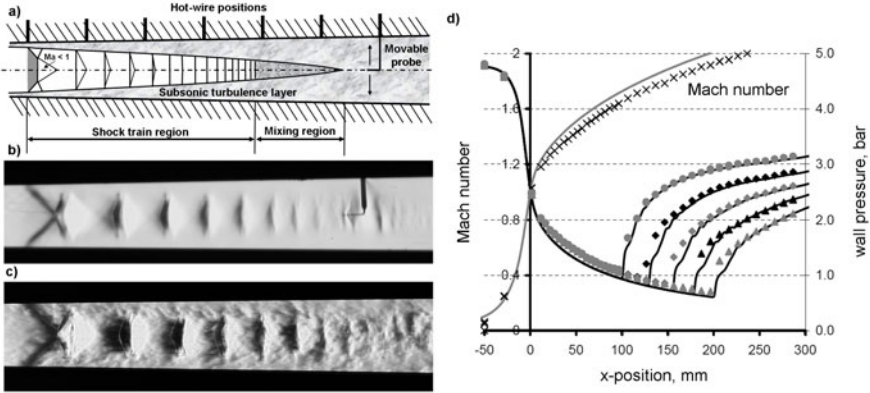 a)
Hot-wire positions
Ma < 1
Movable
probe
Subsonic turbulence layer
Shock train region
Mixing region
b)
c)
d)
Mach number
wall pressure, bar
Mach number
2
1.6
1.2
0.8
0.4
0
5.0
4.0
3.0
2.0
1.0
0.0
-50
0
50
100
150
200
250
300
x-position, mm